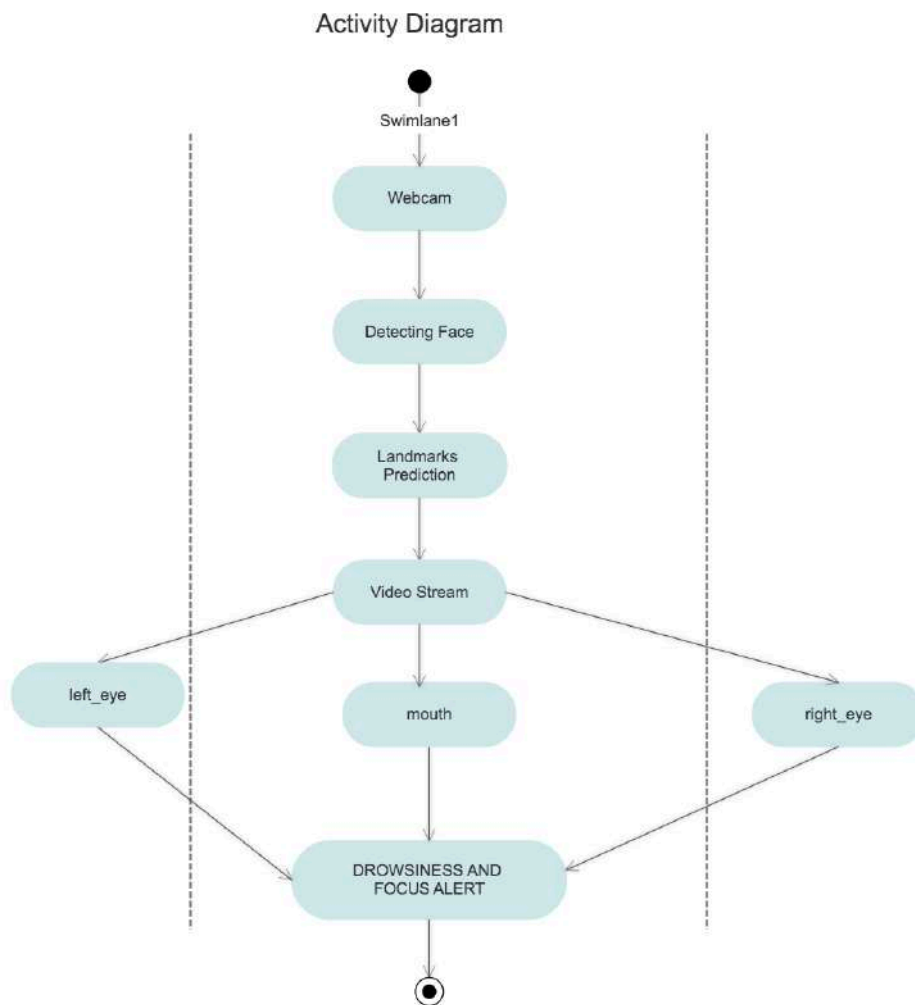 Activity Diagram
Swimlane1
Webcam
Detecting Face
Landmarks
Prediction
Video Stream
left_eye
mouth
right_eye
DROWSINESS AND
FOCUS ALERT